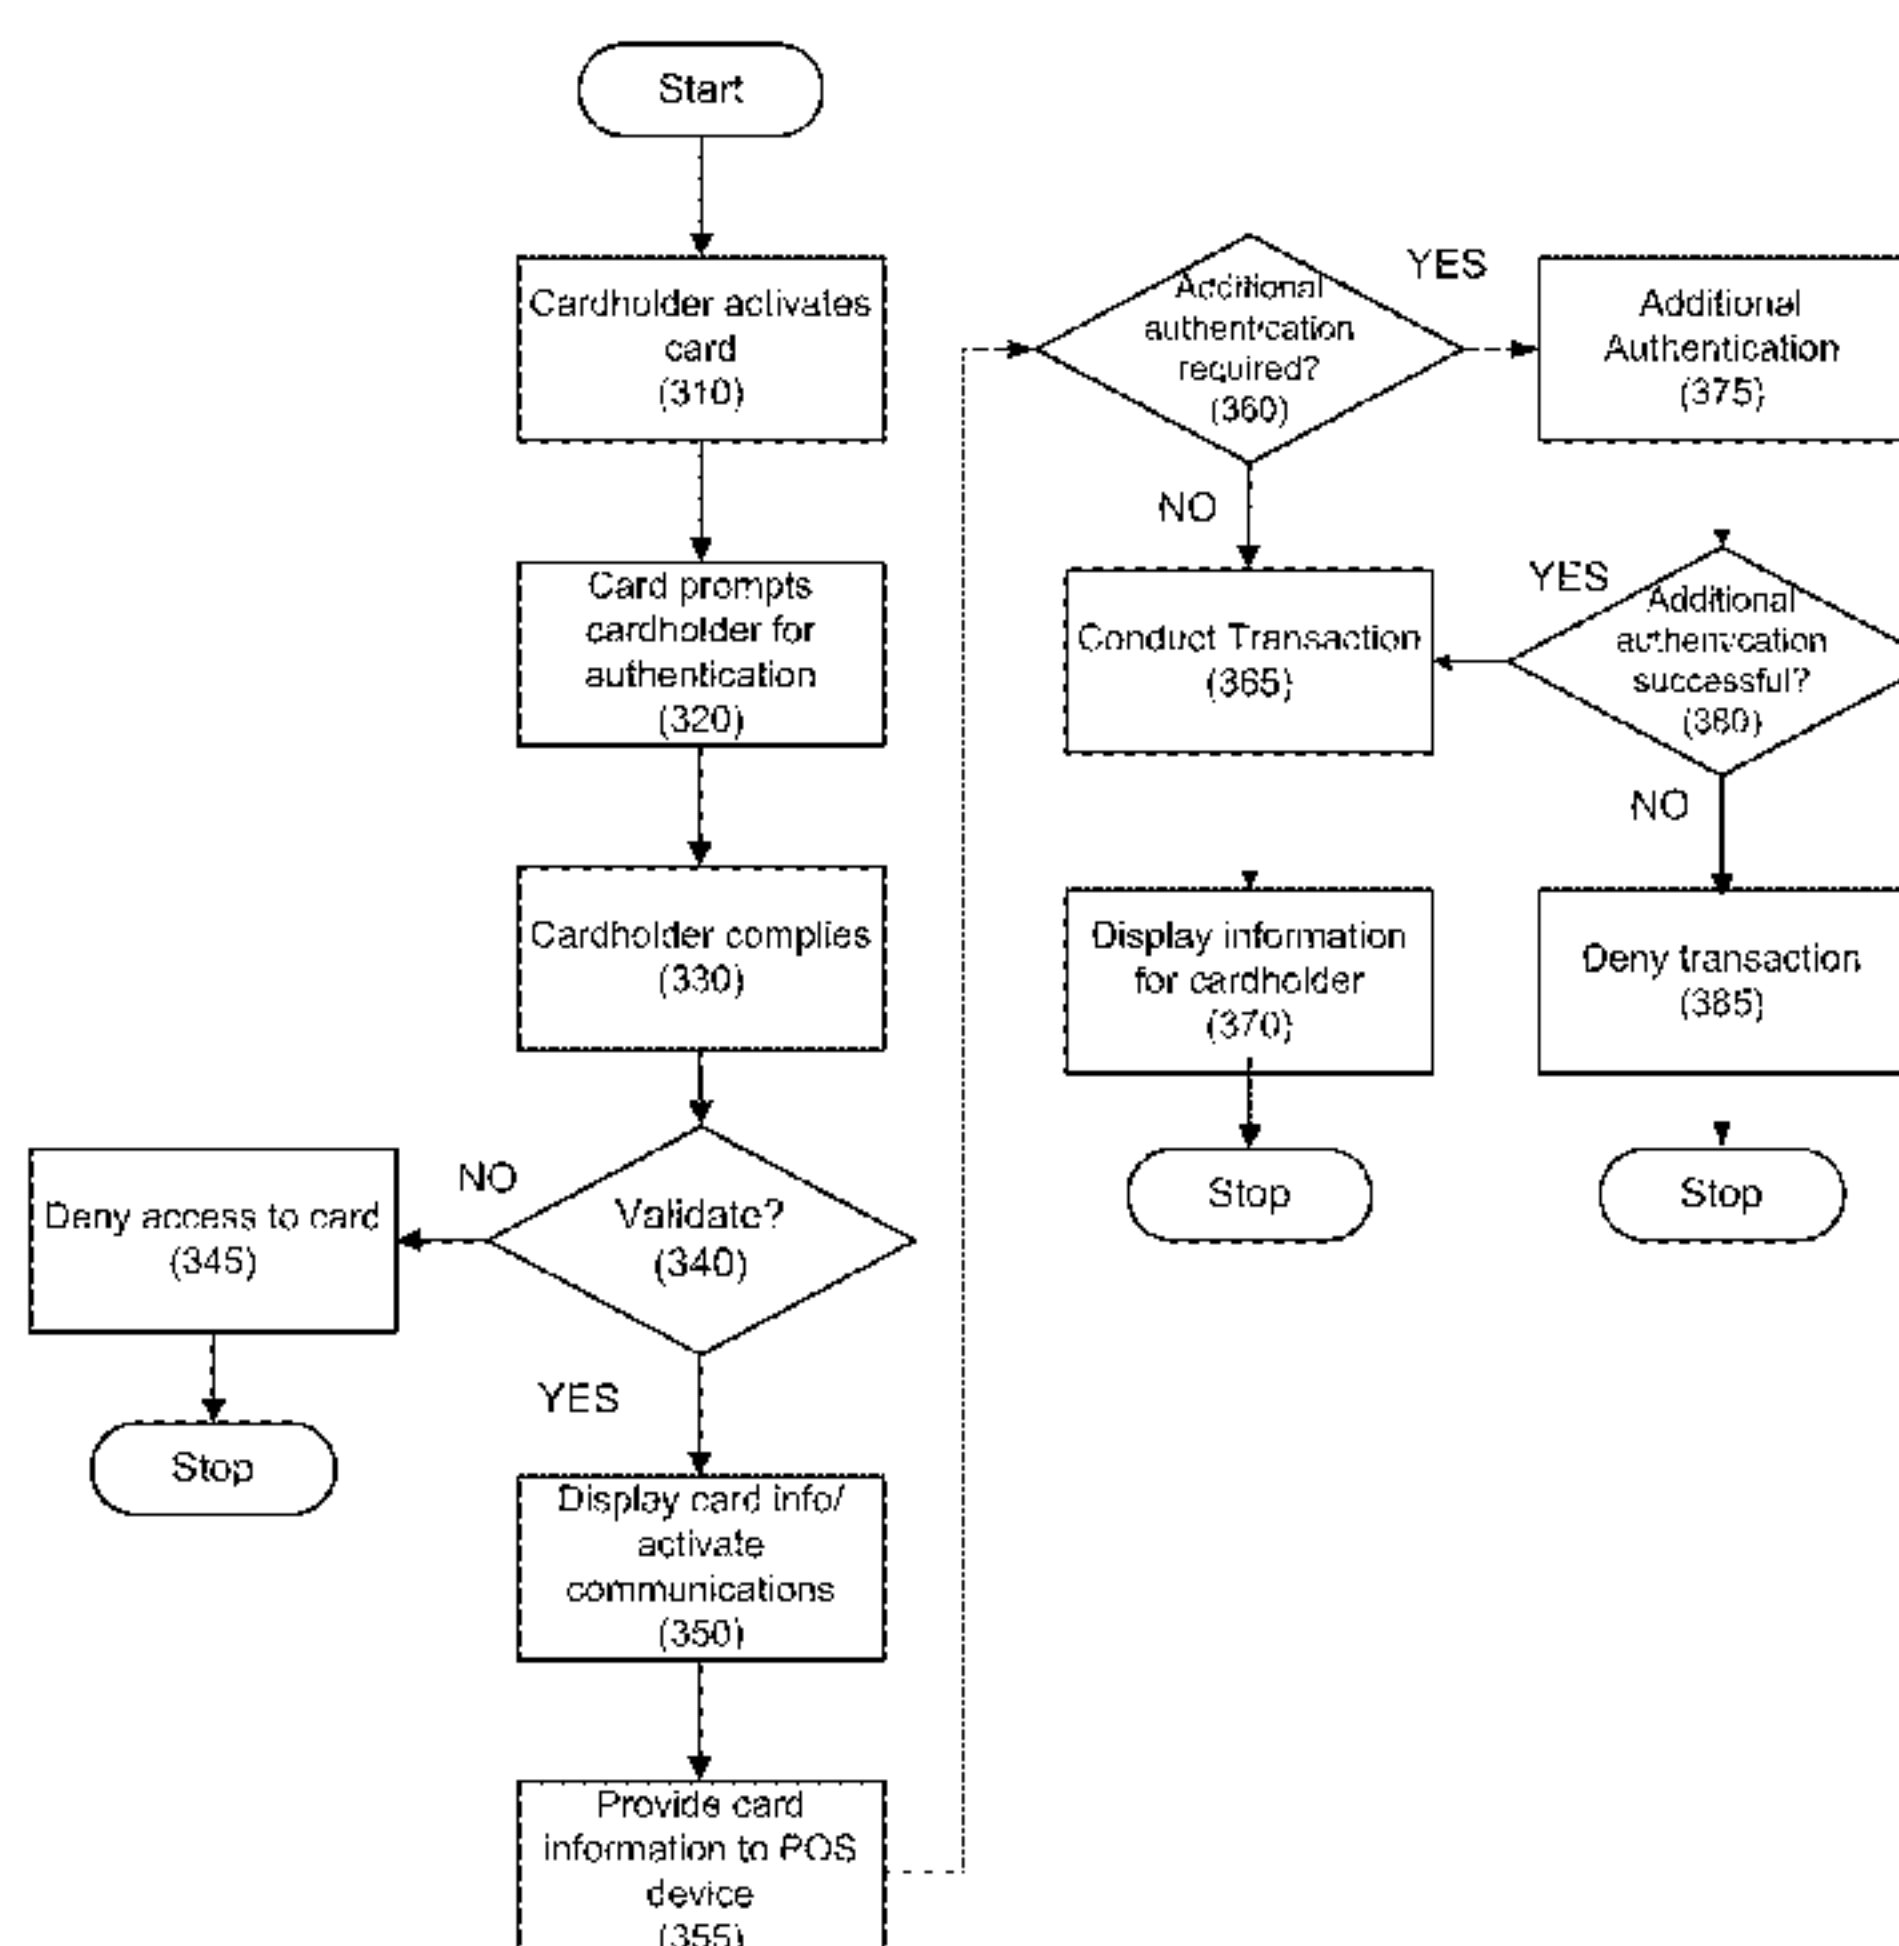 Start
Cardholder activates
card
(310)
Card prompts
cardholder for
authentication
(320)
Cardholder complies
(330)
Validate?
(340)
NO
Deny access to card
(345)
Stop
YES
Display card info/
activate
communications
(350)
Provide card
information to POS
device
(355)
Additional
authentication
required?
(360)
YES
Additional
Authentication
(375)
NO
Conduct Transaction
(365)
YES
Additional
authentication
successful?
(380)
NO
Display information
for cardholder
(370)
Deny transaction
(385)
Stop
Stop